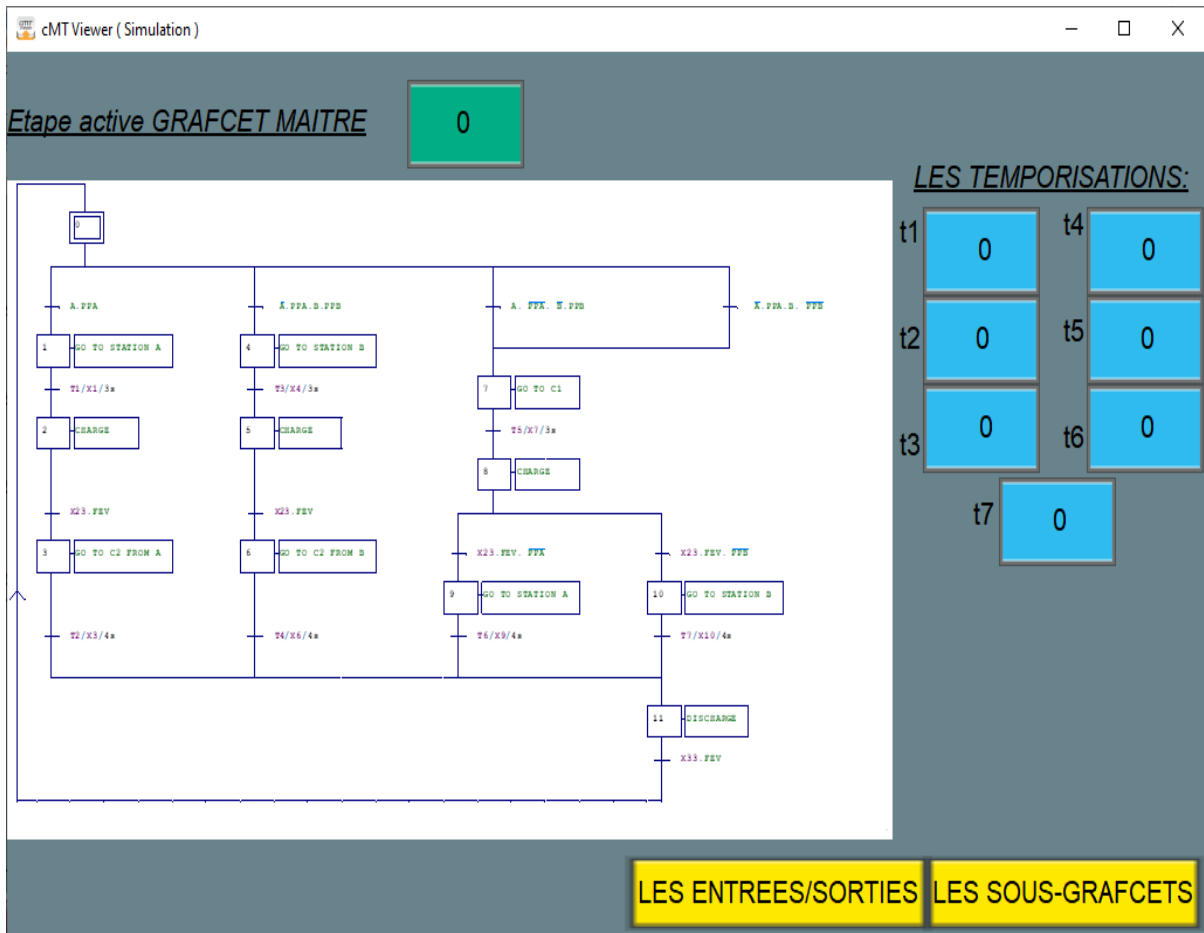 cMT Viewer ( Simulation )
Etape active GRAFCET MAITRE
0
LES TEMPORISATIONS:
t1 0 t4 0
t2 0 t5 0
t3 0 t6 0
t7 0
0
A.PPA A̅.PPA.B.PPB A. P̅P̅A̅. B̅.PPB A̅.PPA.B. P̅P̅B̅
1 GO TO STATION A 4 GO TO STATION B
T1/X1/3s T3/X4/3s 7 GO TO C1
2 CHARGE 5 CHARGE T5/X7/3s
8 CHARGE
X23.FEV X23.FEV
3 GO TO C2 FROM A 6 GO TO C2 FROM B X23.FEV. P̅P̅A̅ X23.FEV. P̅P̅B̅
9 GO TO STATION A 10 GO TO STATION B
T2/X3/4s T4/X6/4s T6/X9/4s T7/X10/4s
11 DISCHARGE
X33.FEV
LES ENTREES/SORTIES LES SOUS-GRAFCETS